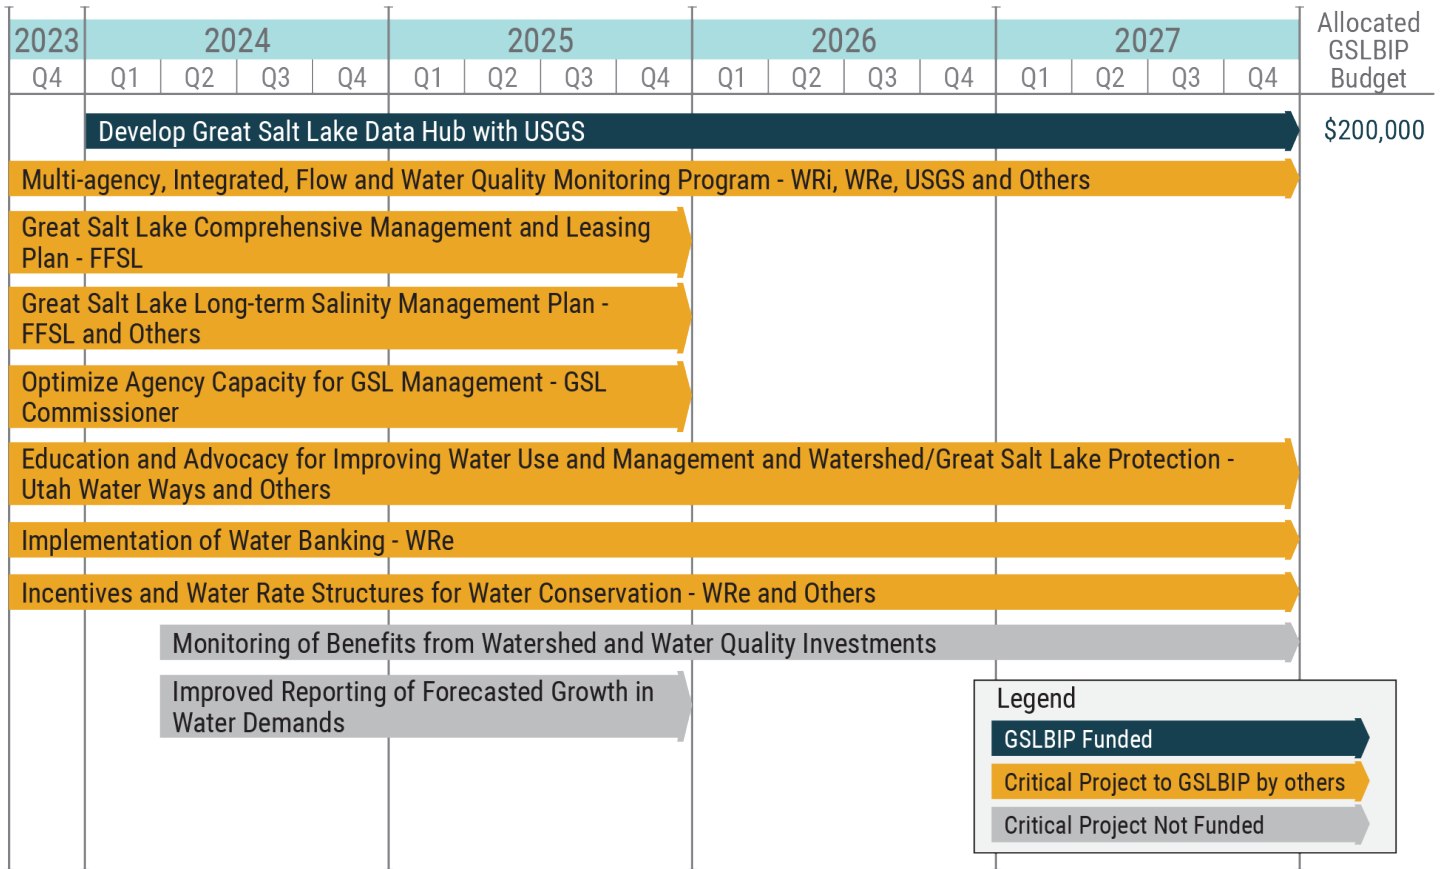 2023 2024 2025 2026 2027 Allocated
GSLBIP
Budget
Q4 Q1 Q2 Q3 Q4 Q1 Q2 Q3 Q4 Q1 Q2 Q3 Q4 Q1 Q2 Q3 Q4
Develop Great Salt Lake Data Hub with USGS $200,000
Multi-agency, Integrated, Flow and Water Quality Monitoring Program - WRi, WRe, USGS and Others
Great Salt Lake Comprehensive Management and Leasing
Plan - FFSL
Great Salt Lake Long-term Salinity Management Plan -
FFSL and Others
Optimize Agency Capacity for GSL Management - GSL
Commissioner
Education and Advocacy for Improving Water Use and Management and Watershed/Great Salt Lake Protection -
Utah Water Ways and Others
Implementation of Water Banking - WRe
Incentives and Water Rate Structures for Water Conservation - WRe and Others
Monitoring of Benefits from Watershed and Water Quality Investments
Improved Reporting of Forecasted Growth in
Water Demands
Legend
GSLBIP Funded
Critical Project to GSLBIP by others
Critical Project Not Funded